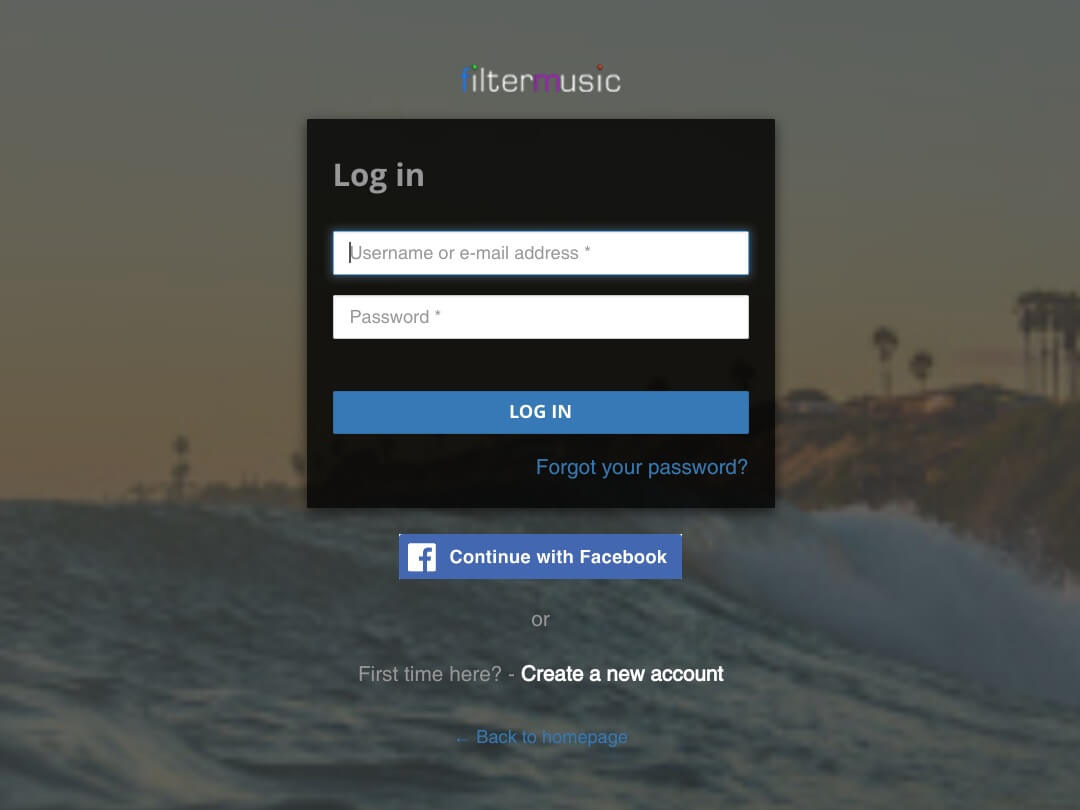 filtermusic
Log in
Username or e-mail address *
Password *
LOG IN
Forgot your password?
Continue with Facebook
or
First time here? - Create a new account
← Back to homepage